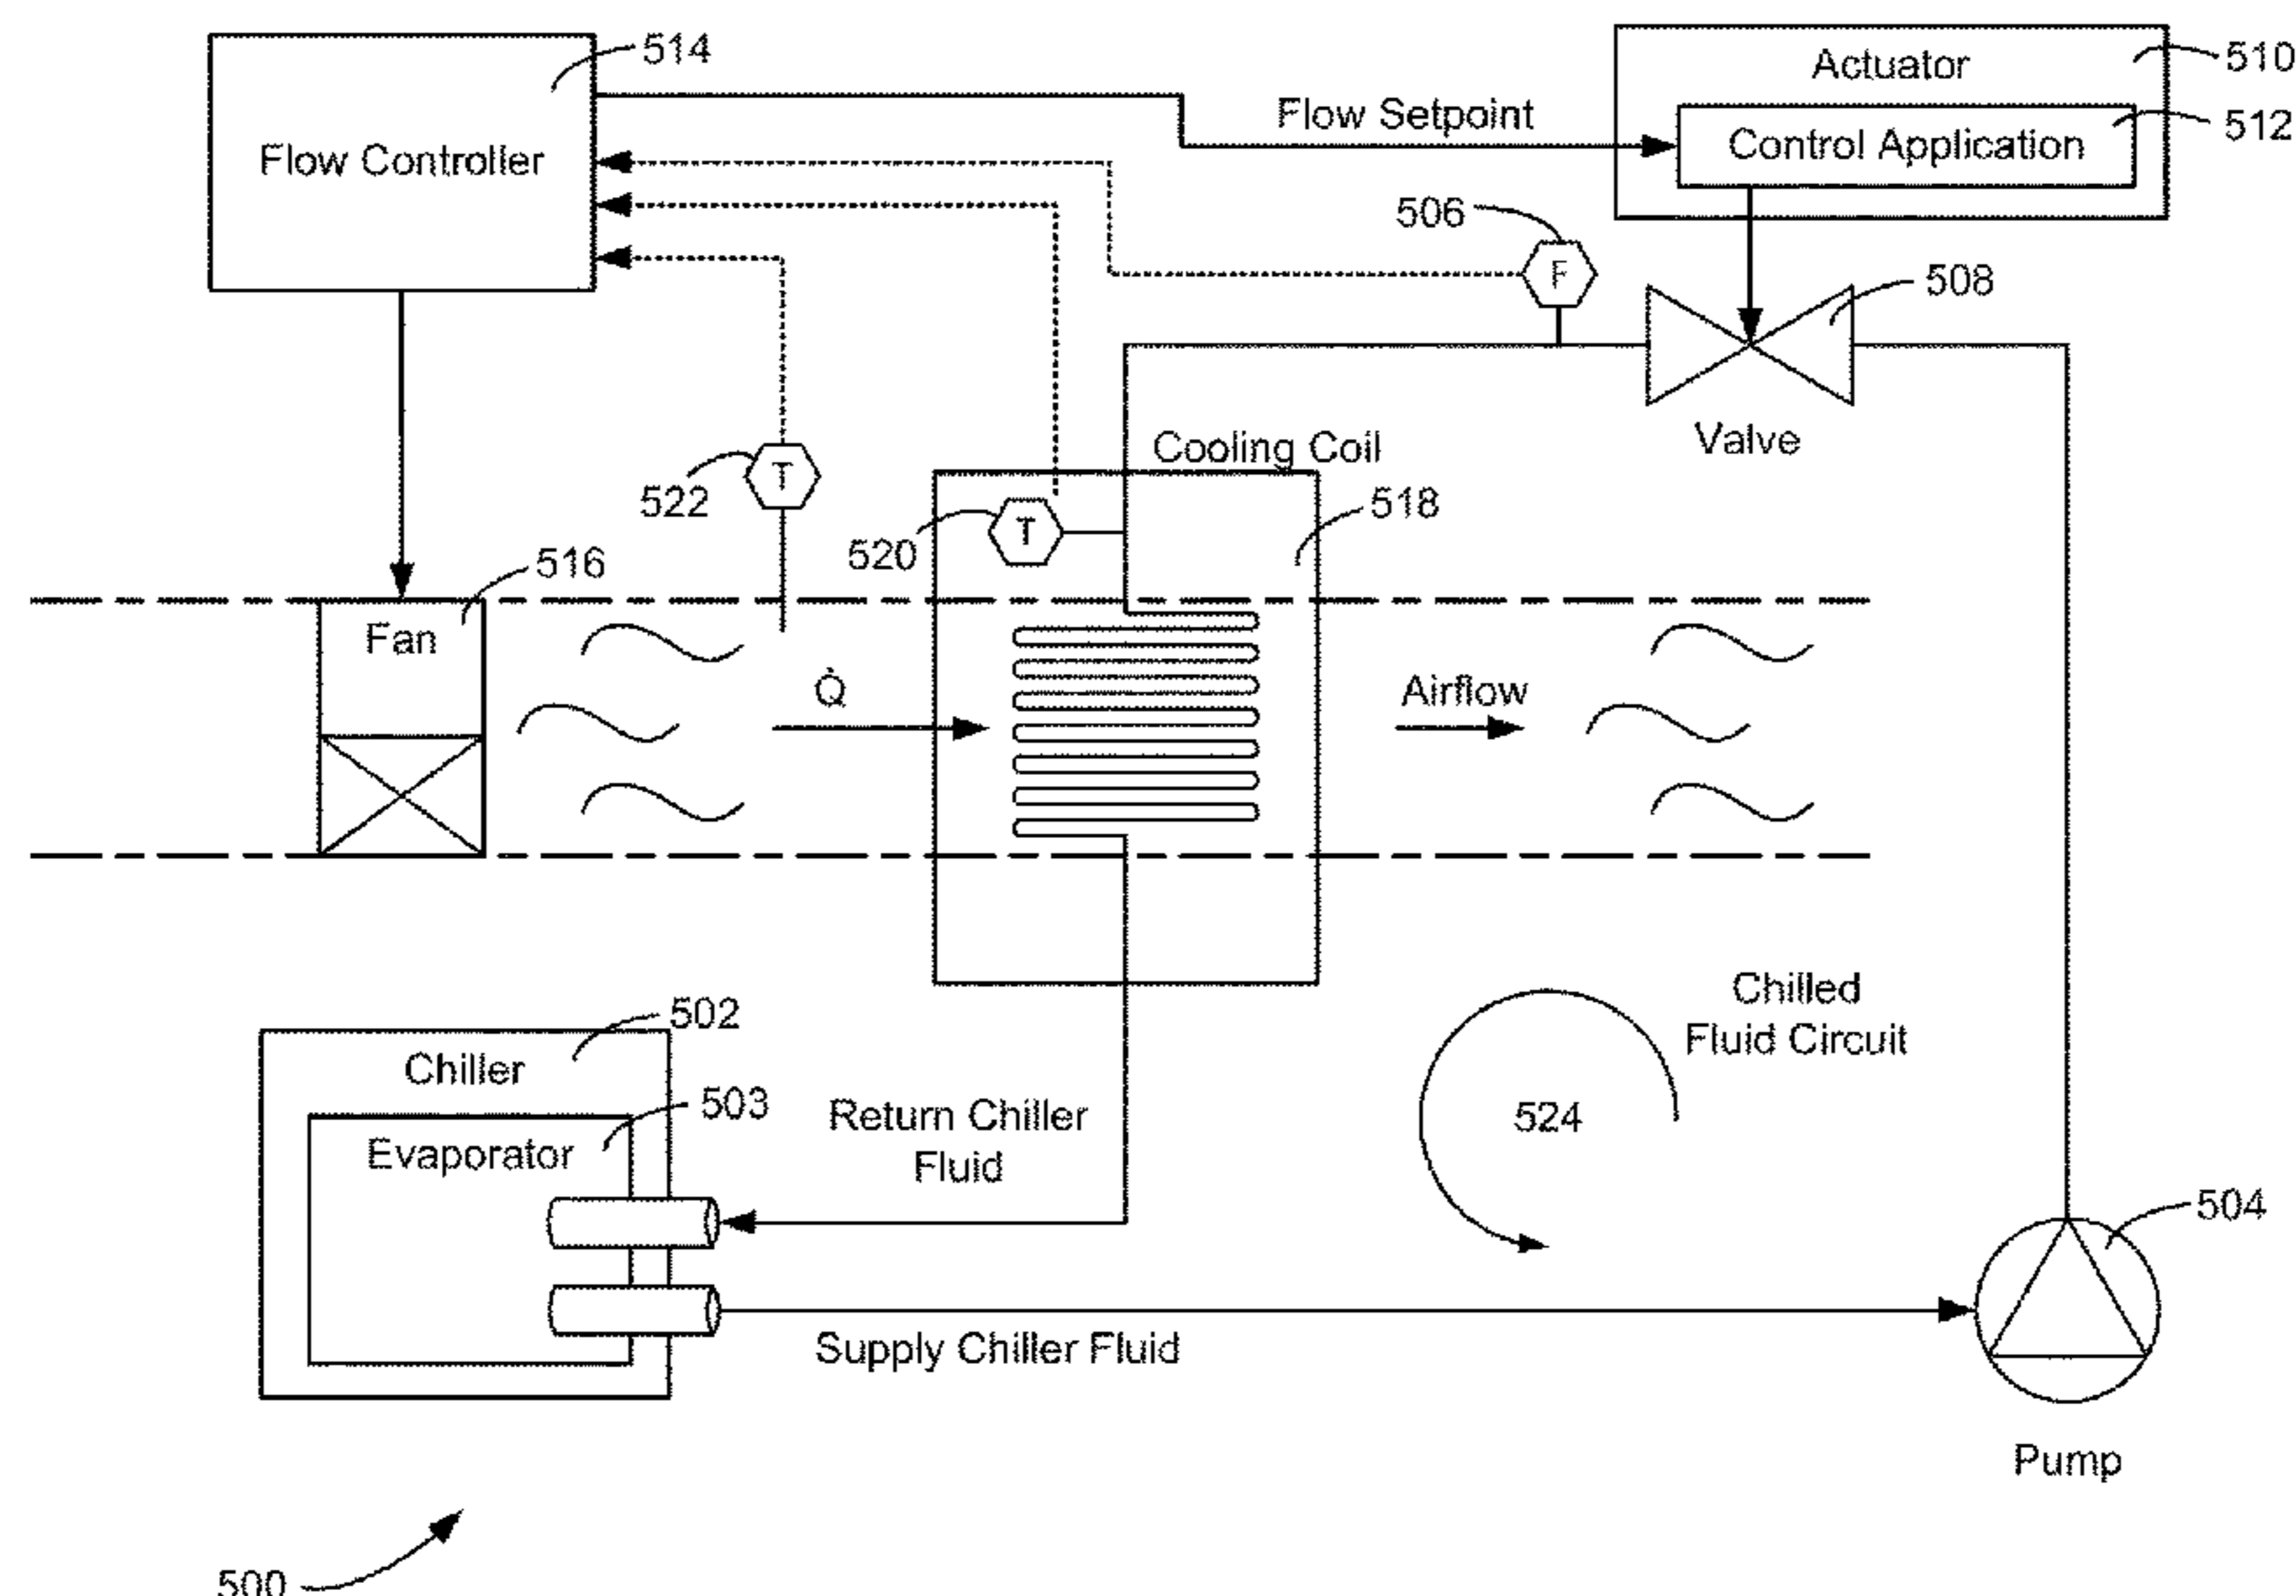 514
Actuator
510
Flow Setpoint
Control Application
512
Flow Controller
506
F
508
Valve
Cooling Coil
522
T
518
520
T
516
Fan
Q̇
Airflow
Chilled
Fluid Circuit
502
Chiller
503
Evaporator
Return Chiller
Fluid
524
504
Supply Chiller Fluid
Pump
500